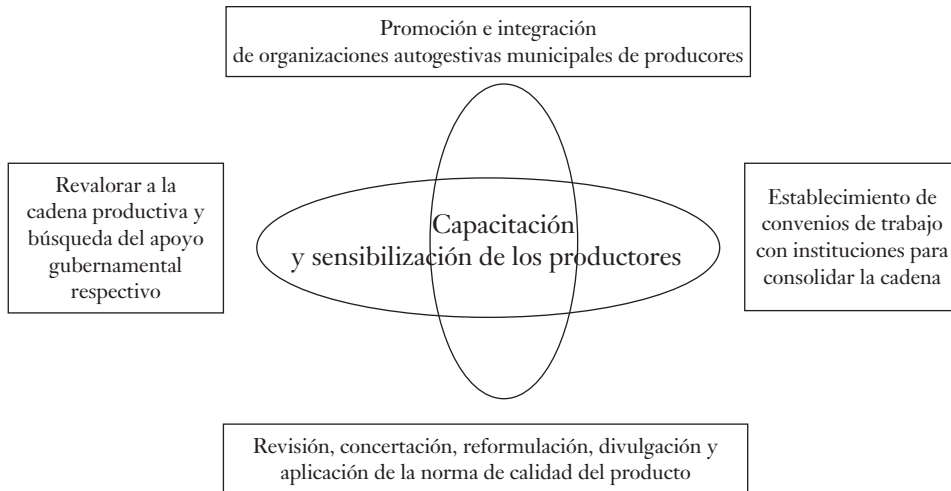 Promoción e integración
de organizaciones autogestivas municipales de producores
Revalorar a la
cadena productiva y
búsqueda del apoyo
gubernamental
respectivo
Capacitación
y sensibilización de los productores
Establecimiento de
convenios de trabajo
con instituciones para
consolidar la cadena
Revisión, concertación, reformulación, divulgación y
aplicación de la norma de calidad del producto